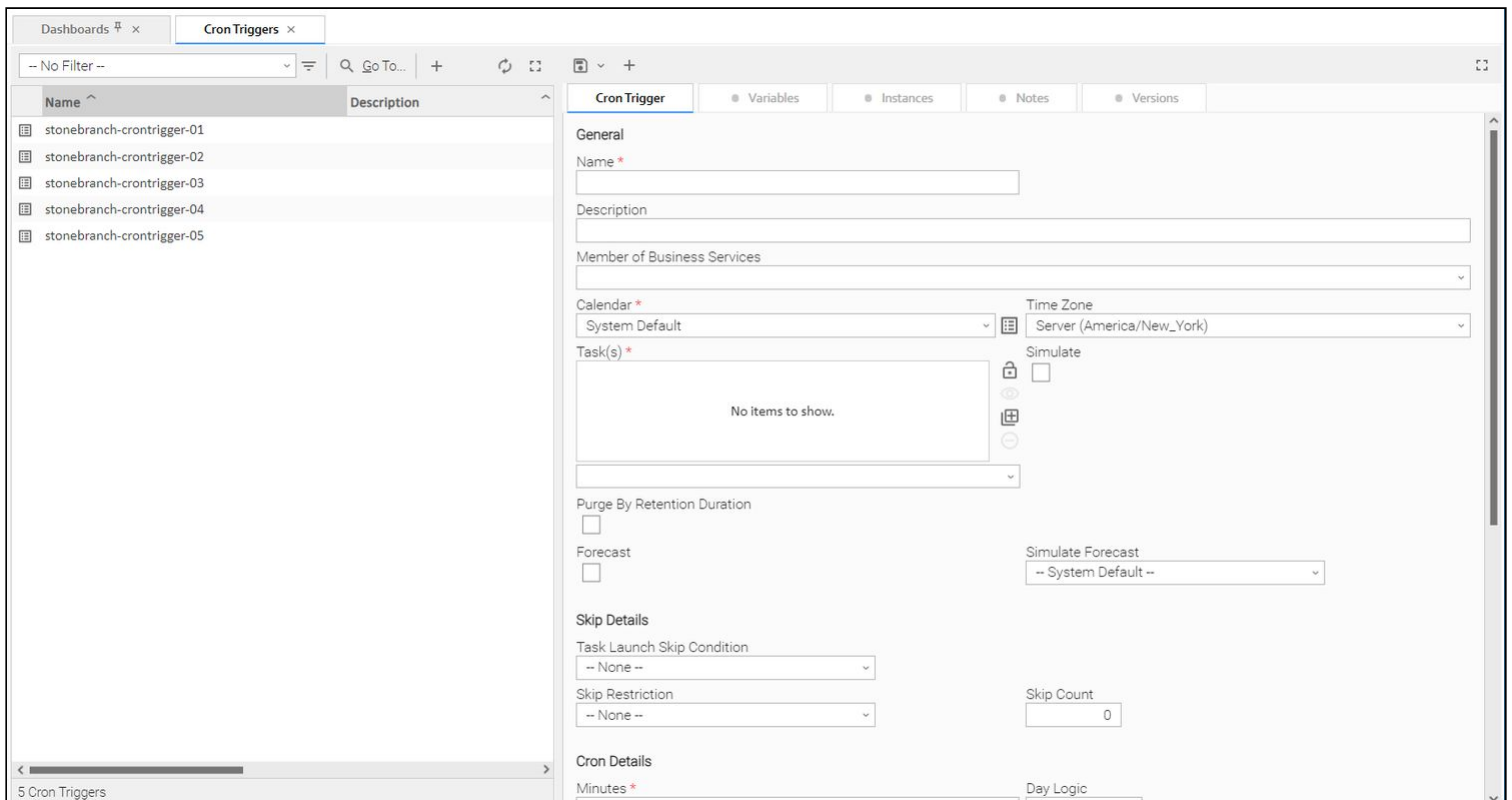 Dashboards
Cron Triggers
-- No Filter --
Go To...
Name
Description
stonebranch-crontrigger-01
stonebranch-crontrigger-02
stonebranch-crontrigger-03
stonebranch-crontrigger-04
stonebranch-crontrigger-05
5 Cron Triggers
Cron Trigger
Variables
Instances
Notes
Versions
General
Name *
Description
Member of Business Services
Calendar * Time Zone
System Default Server (America/New_York)
Task(s) * Simulate
No items to show.
Purge By Retention Duration
Forecast Simulate Forecast
-- System Default --
Skip Details
Task Launch Skip Condition
-- None --
Skip Restriction Skip Count
-- None -- 0
Cron Details
Minutes * Day Logic